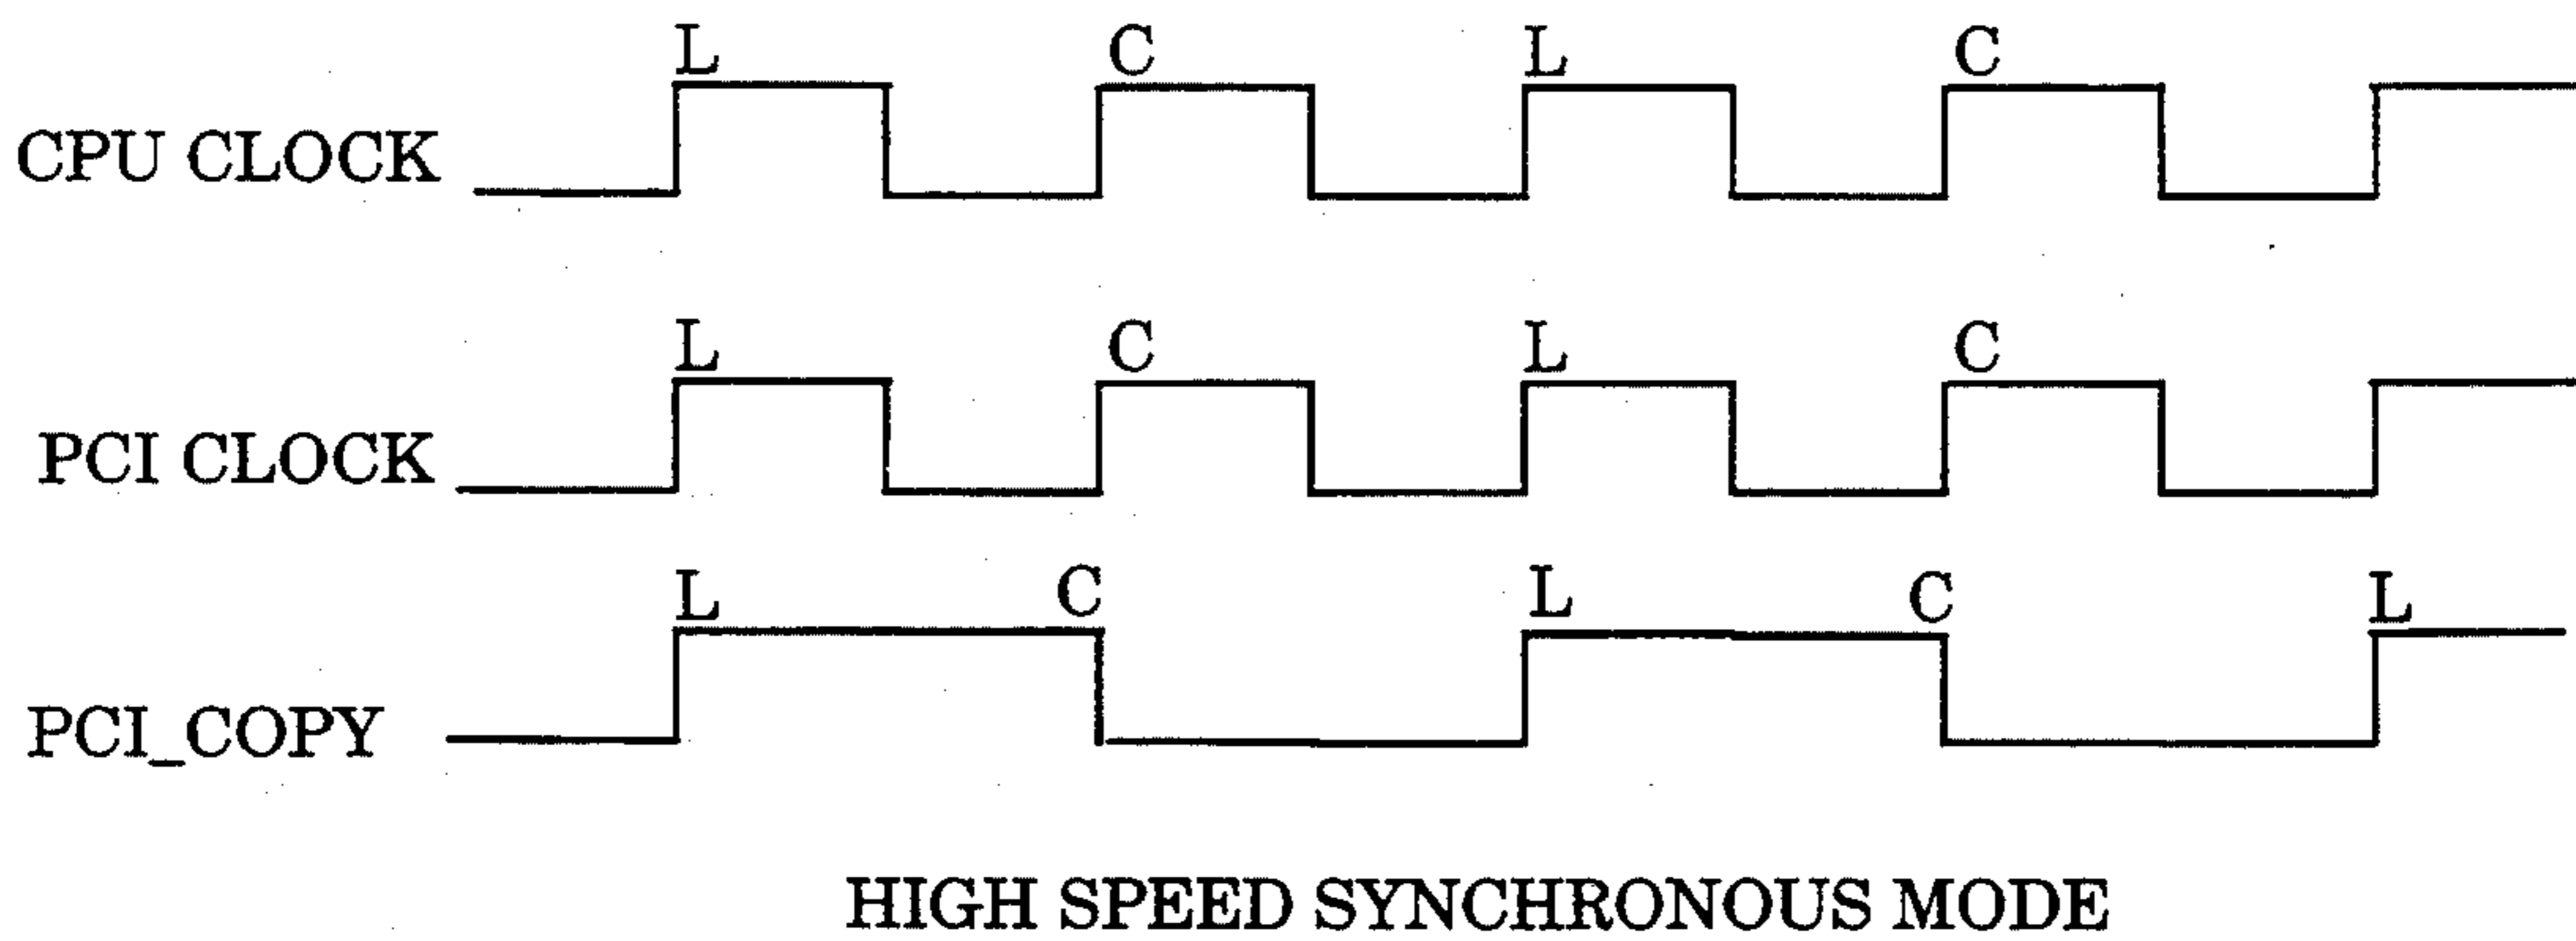 L C L C
CPU CLOCK
L C L C
PCI CLOCK
L C L C L
PCI_COPY
HIGH SPEED SYNCHRONOUS MODE